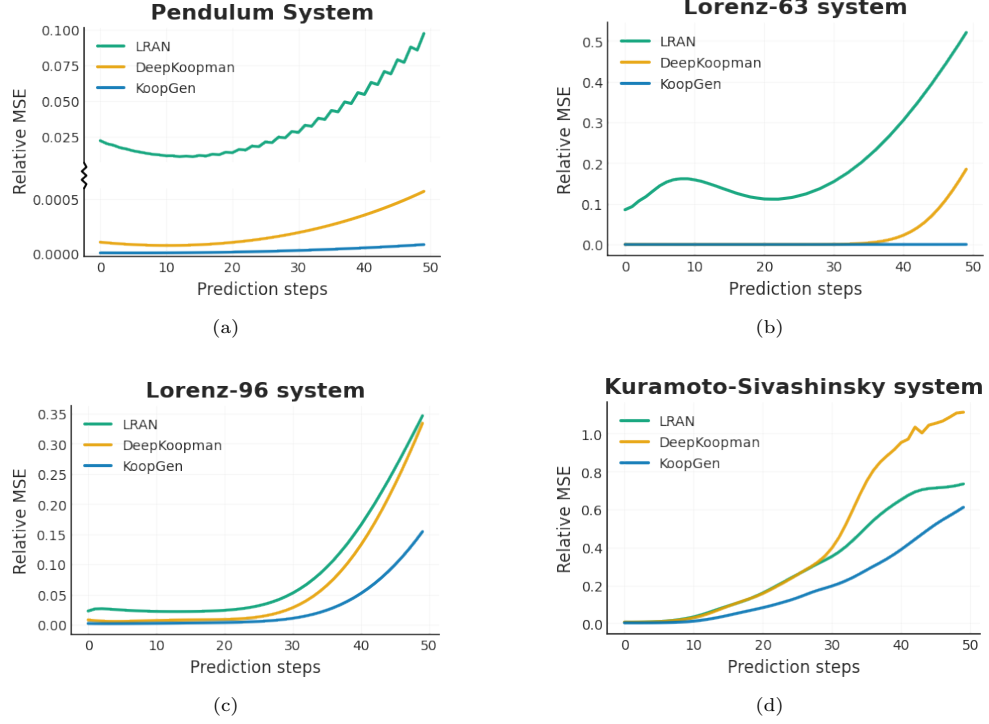 Pendulum System
0.100
0.075
0.050
0.025
0.0005
0.0000
Relative MSE
LRAN
DeepKoopman
KoopGen
0 10 20 30 40 50
Prediction steps
(a)
Lorenz-63 system
0.5
0.4
0.3
0.2
0.1
0.0
Relative MSE
LRAN
DeepKoopman
KoopGen
0 10 20 30 40 50
Prediction steps
(b)
Lorenz-96 system
0.35
0.30
0.25
0.20
0.15
0.10
0.05
0.00
Relative MSE
LRAN
DeepKoopman
KoopGen
0 10 20 30 40 50
Prediction steps
(c)
Kuramoto-Sivashinsky system
1.0
0.8
0.6
0.4
0.2
0.0
Relative MSE
LRAN
DeepKoopman
KoopGen
0 10 20 30 40 50
Prediction steps
(d)